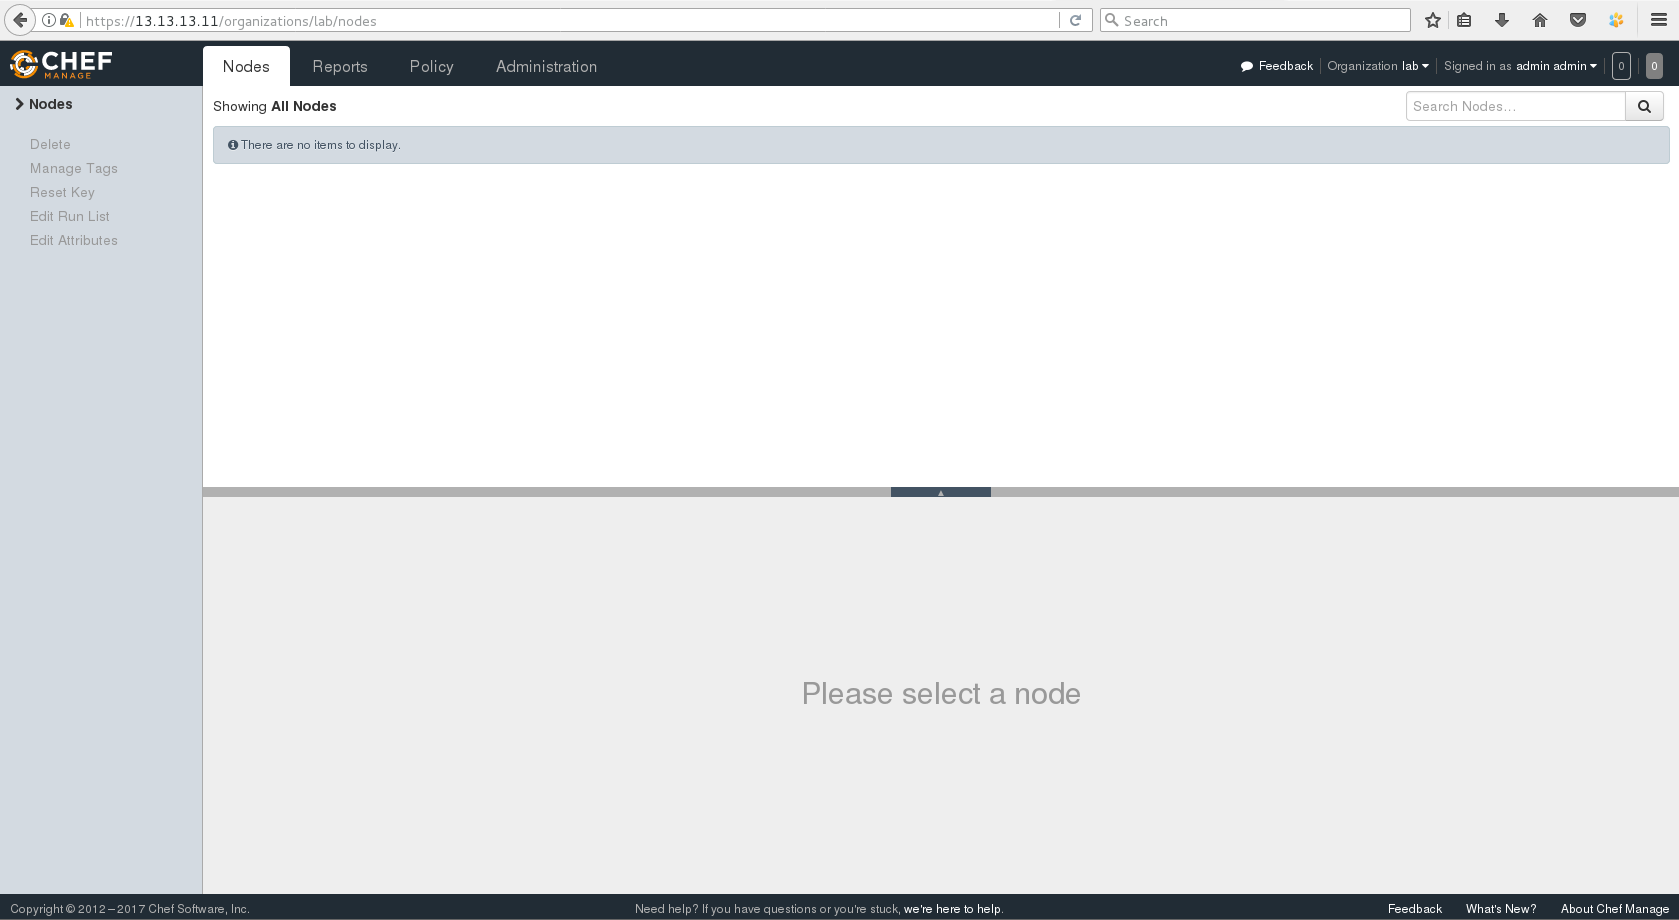 https://13.13.13.11/organizations/lab/nodes
Search
CHEF
MANAGE
Nodes
Reports
Policy
Administration
Feedback
Organization lab
Signed in as admin admin
0
0
Nodes
Delete
Manage Tags
Reset Key
Edit Run List
Edit Attributes
Showing All Nodes
Search Nodes...
There are no items to display.
Please select a node
Copyright © 2012–2017 Chef Software, Inc.
Need help? If you have questions or you're stuck, we're here to help.
Feedback
What's New?
About Chef Manage